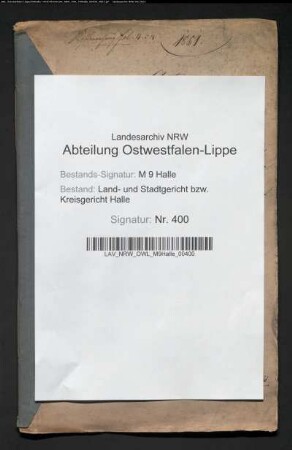 1861.
Landesarchiv NRW
Abteilung Ostwestfalen-Lippe
Bestands-Signatur: M 9 Halle
Bestand: Land- und Stadtgericht bzw.
Kreisgericht Halle
Signatur: Nr. 400
LAV_NRW_OWL_M9Halle_00400